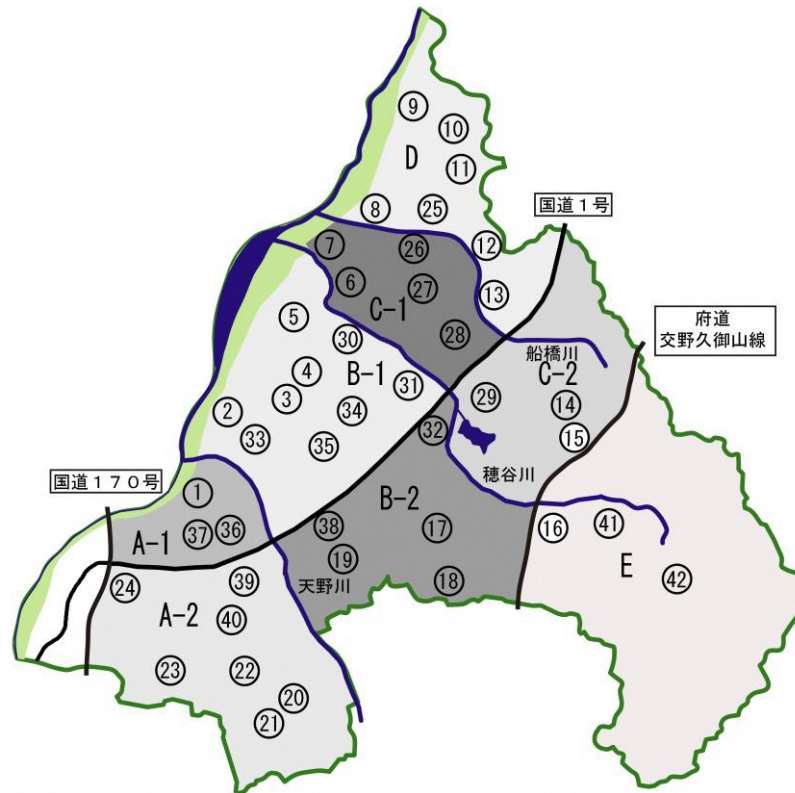 ⑨
⑩
D
⑪
⑧
㉕
国道1号
⑦
㉖
⑫
⑥
㉗
⑬
C-1
府道
交野久御山線
⑤
㉚
㉘
船橋川
④
B-1
㉛
C-2
③
㉙
⑭
②
㉞
㉜
⑮
㉝
㉟
穂谷川
国道170号
①
B-2
㊲
㊱
㊳
⑰
⑯
㊶
A-1
⑲
E
㉔
㊴
天野川
⑱
㊷
A-2
㊵
㉓
㉒
⑳
㉑